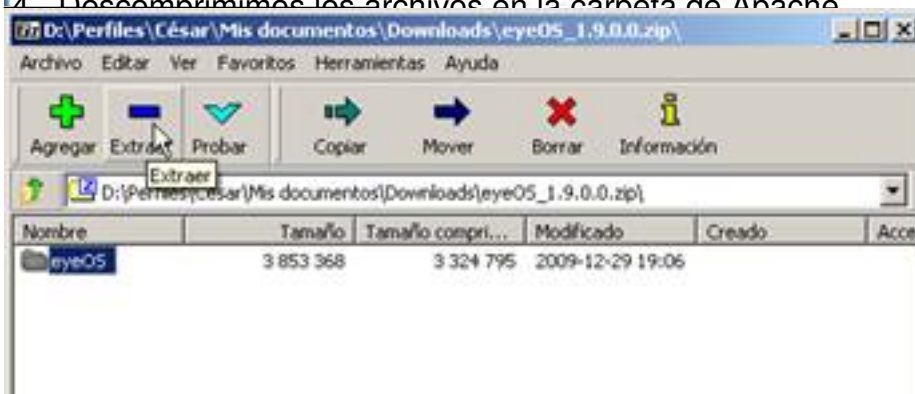 4. Descomprimimos los archivos en la carpeta de Apache
D:\Perfiles\César\Mis documentos\Downloads\eyeOS_1.9.0.0.zip\
Archivo Editar Ver Favoritos Herramientas Ayuda
Agregar Extraer Probar Copiar Mover Borrar Información
Extraer
D:\Perfiles\César\Mis documentos\Downloads\eyeOS_1.9.0.0.zip\
Nombre Tamaño Tamaño compri... Modificado Creado Acce
eyeOS 3 853 368 3 324 795 2009-12-29 19:06